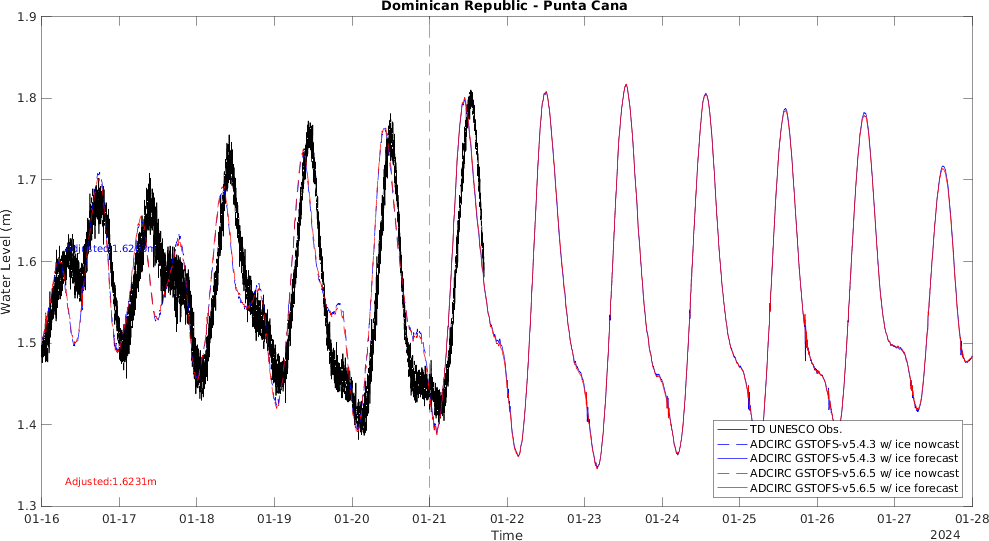 Dominican Republic - Punta Cana
1.9
1.8
1.7
1.6
1.5
1.4
1.3
Water Level (m)
Adjusted:1.6231m
TD UNESCO Obs.
ADCIRC GSTOFS-v5.4.3 w/ ice nowcast
ADCIRC GSTOFS-v5.4.3 w/ ice forecast
ADCIRC GSTOFS-v5.6.5 w/ ice nowcast
ADCIRC GSTOFS-v5.6.5 w/ ice forecast
01-16 01-17 01-18 01-19 01-20 01-21 01-22 01-23 01-24 01-25 01-26 01-27 01-28
Time
2024